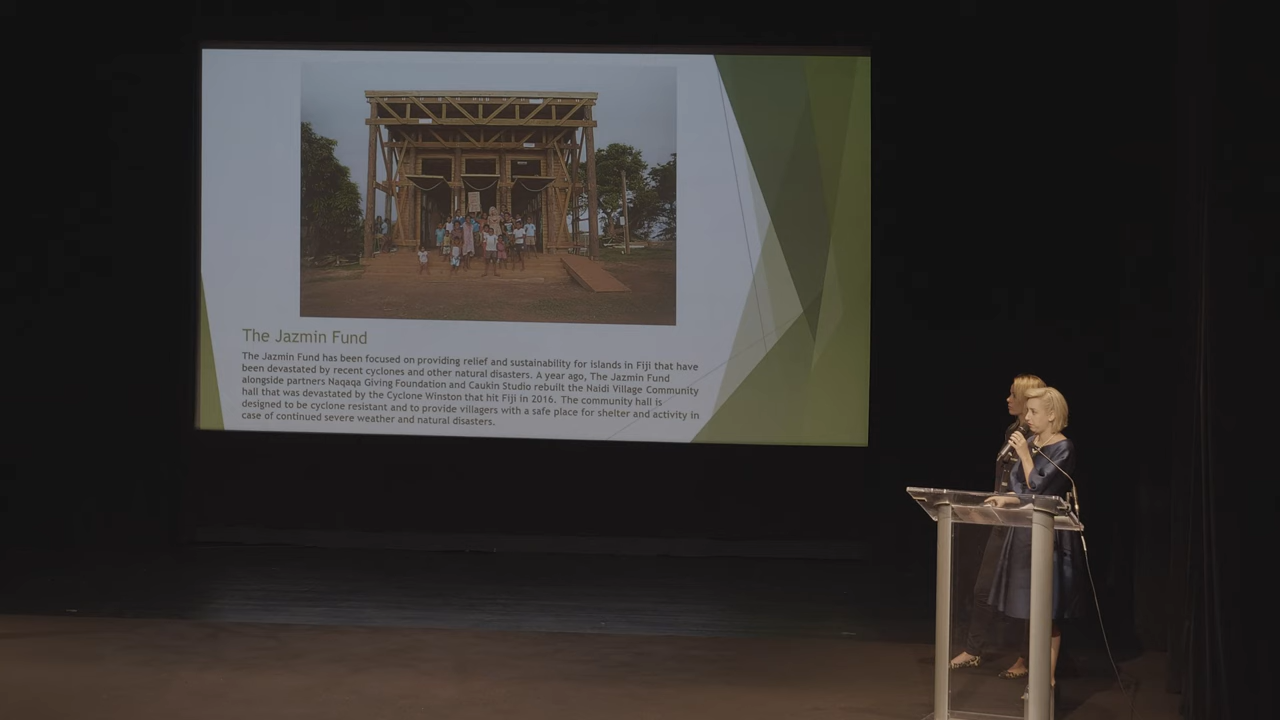 The Jazmin Fund
The Jazmin Fund has been focused on providing relief and sustainability for islands in Fiji that have
been devastated by recent cyclones and other natural disasters. A year ago, The Jazmin Fund
alongside partners Naqaqa Giving Foundation and Caukin Studio rebuilt the Naidi Village Community
hall that was devastated by the Cyclone Winston that hit Fiji in 2016. The community hall is
designed to be cyclone resistant and to provide villagers with a safe place for shelter and activity in
case of continued severe weather and natural disasters.